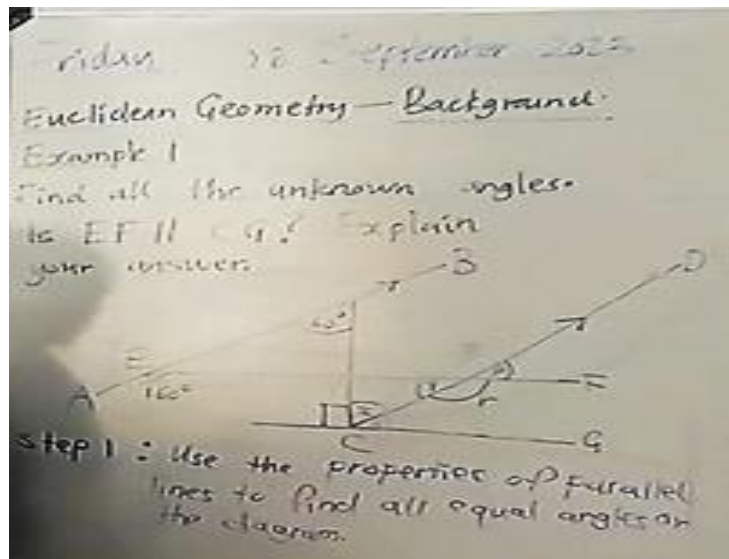 Friday September
Euclidean Geometry — Background.
Example 1
Find all the unknown angles.
Is EF || CG? Explain
your answer.
B
D
60°
E
F
A
160°
r
C
G
Step 1: Use the properties of parallel
lines to find all equal angles on
the diagram.